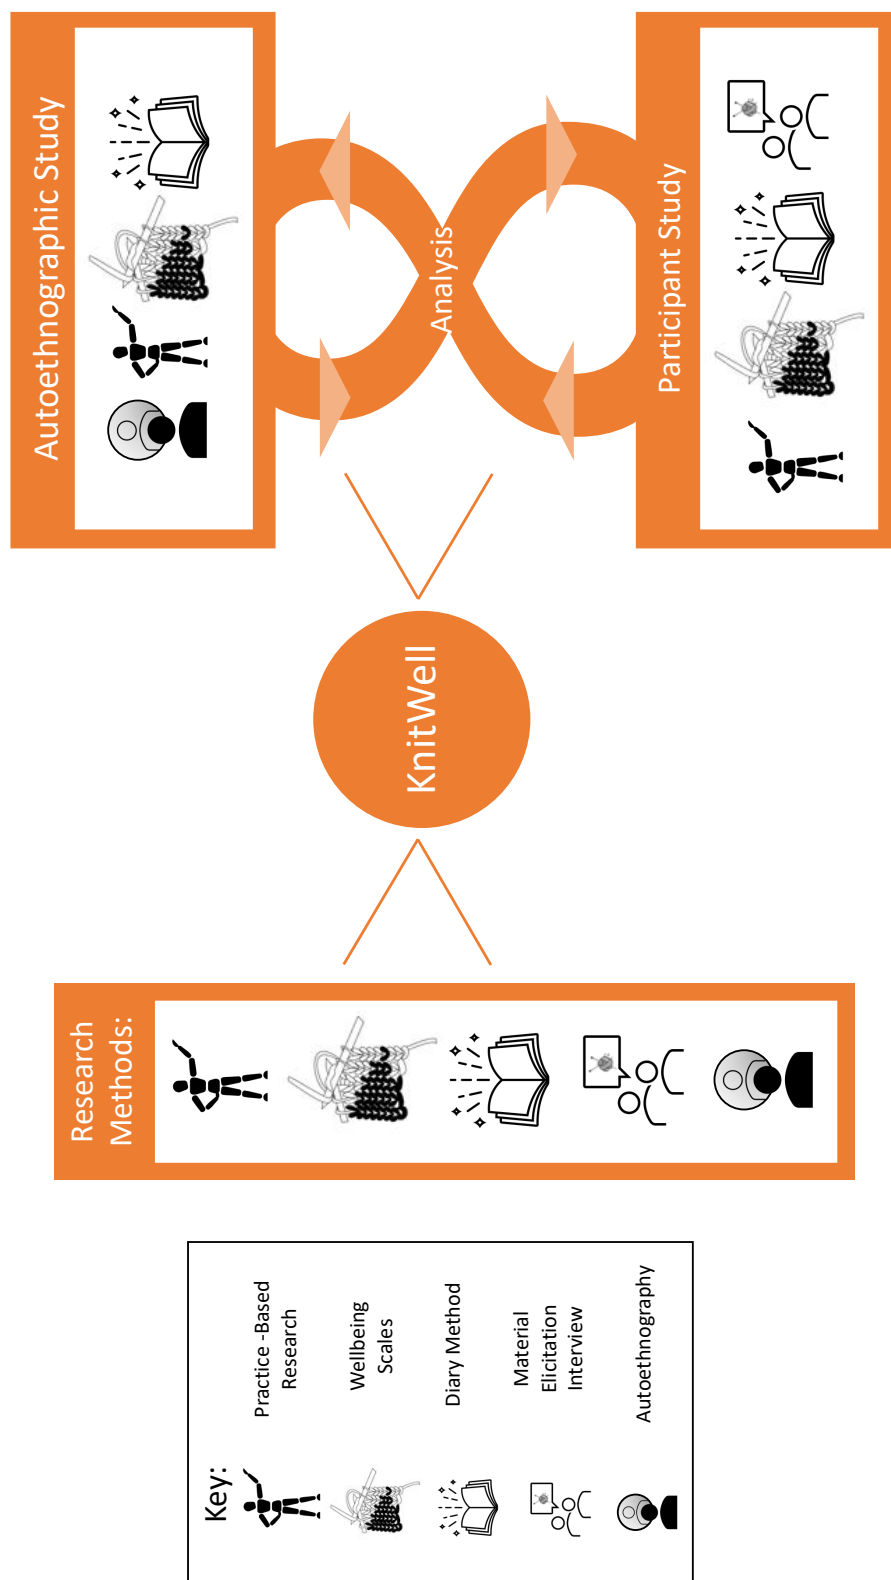 Key:
Practice -Based
Research
Wellbeing
Scales
Diary Method
Material
Elicitation
Interview
Autoethnography
Research
Methods:
KnitWell
Autoethnographic Study
Analysis
Participant Study